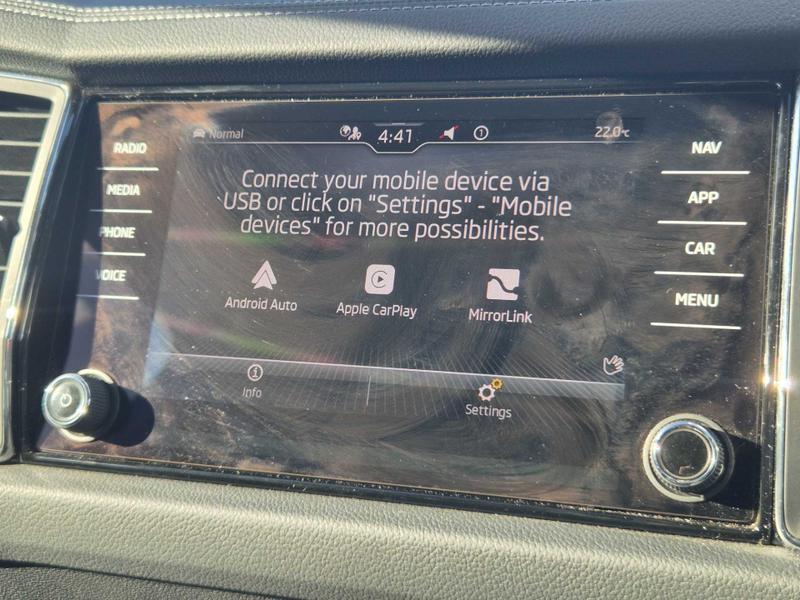 Normal
4:41
1
22.0°C
RADIO
MEDIA
PHONE
VOICE
Connect your mobile device via
USB or click on "Settings" - "Mobile
devices" for more possibilities.
Android Auto
Apple CarPlay
MirrorLink
Info
Settings
NAV
APP
CAR
MENU